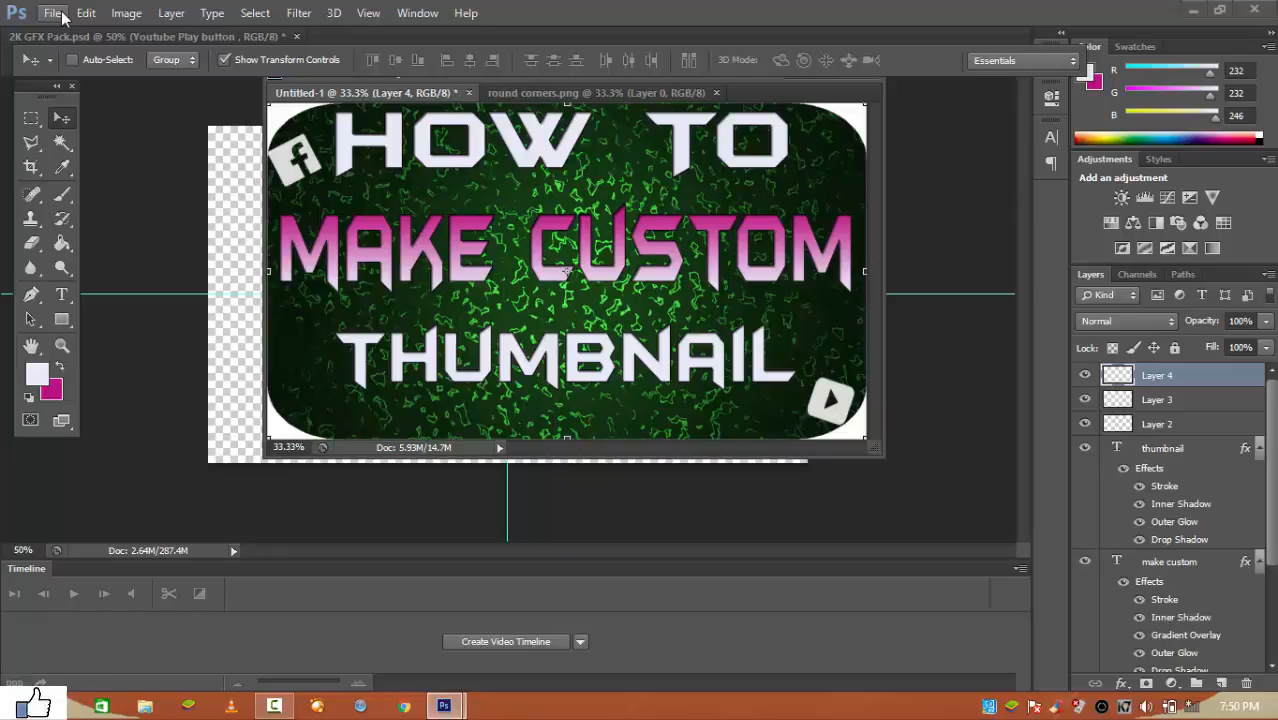 Ps File Edit Image Layer Type Select Filter 3D View Window Help
2K GFX Pack.psd @ 50% (Youtube Play button , RGB/8) * ×
Auto-Select: Group Show Transform Controls 3D Mode: Essentials
Color Swatches
R 232
G 232
B 246
Untitled-1 @ 33.3% (Layer 4, RGB/8) * × round corners.png @ 33.3% (Layer 0, RGB/8) ×
HOW TO
MAKE CUSTOM
THUMBNAIL
33.33% Doc: 5.93M/14.7M
Adjustments Styles
Add an adjustment
Layers Channels Paths
Kind
Normal Opacity: 100%
Lock: Fill: 100%
Layer 4
Layer 3
Layer 2
T thumbnail fx
Effects
Stroke
Inner Shadow
Outer Glow
Drop Shadow
T make custom fx
Effects
Stroke
Inner Shadow
Gradient Overlay
Outer Glow
Drop Shadow
50% Doc: 2.64M/287.4M
Timeline
Create Video Timeline
7:50 PM